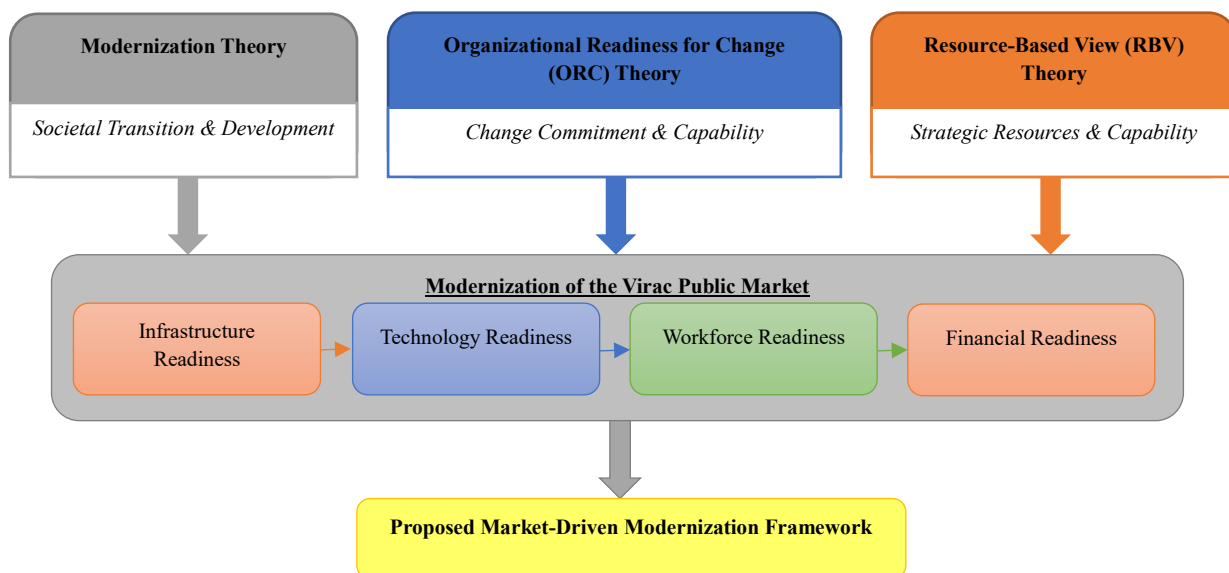 Modernization Theory
Societal Transition & Development
Organizational Readiness for Change
(ORC) Theory
Change Commitment & Capability
Resource-Based View (RBV)
Theory
Strategic Resources & Capability
Modernization of the Virac Public Market
Infrastructure
Readiness
Technology Readiness
Workforce Readiness
Financial Readiness
Proposed Market-Driven Modernization Framework